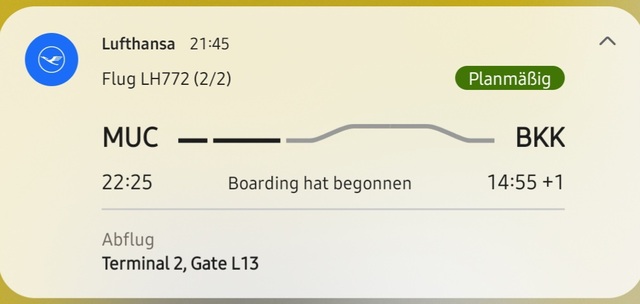 Lufthansa 21:45
Flug LH772 (2/2) Planmäßig
MUC BKK
22:25 Boarding hat begonnen 14:55 +1
Abflug
Terminal 2, Gate L13